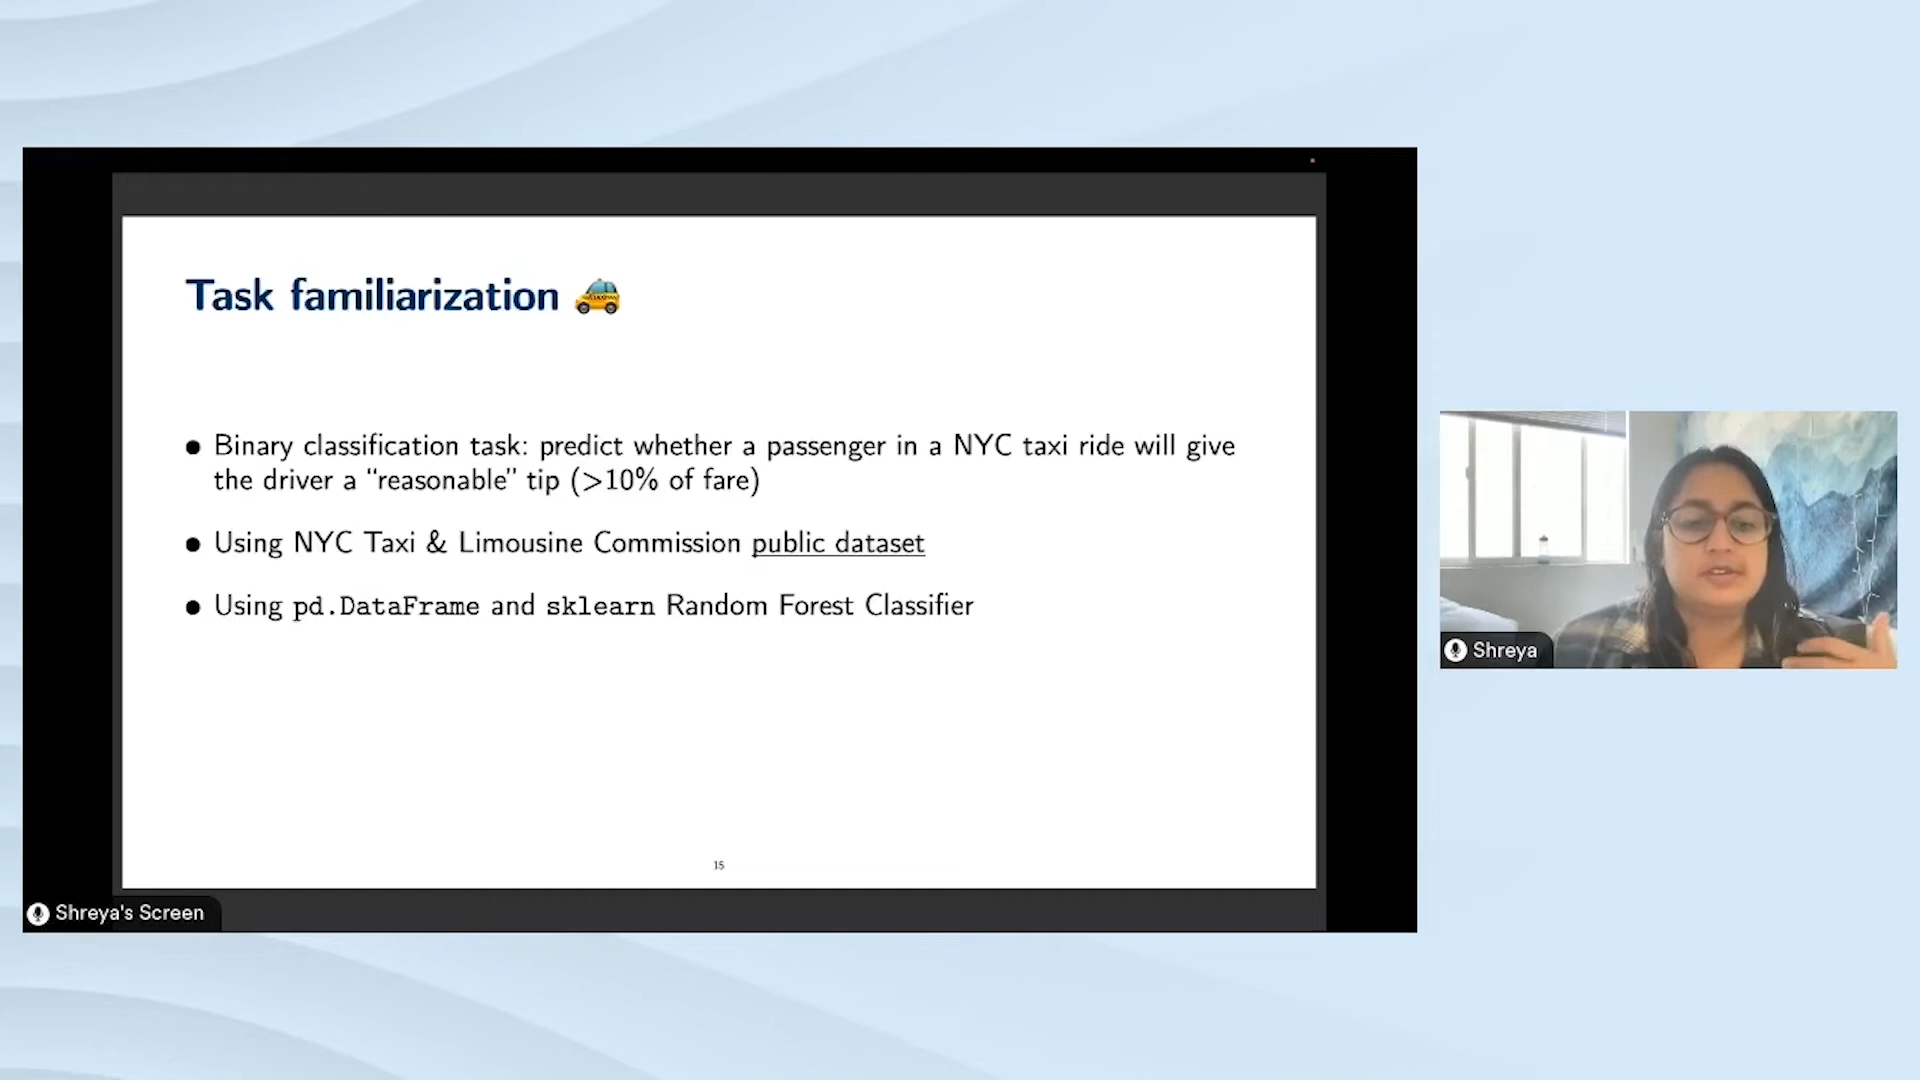 Task familiarization
● Binary classification task: predict whether a passenger in a NYC taxi ride will give
the driver a “reasonable” tip (>10% of fare)
● Using NYC Taxi & Limousine Commission public dataset
● Using pd.DataFrame and sklearn Random Forest Classifier
15
Shreya's Screen
Shreya